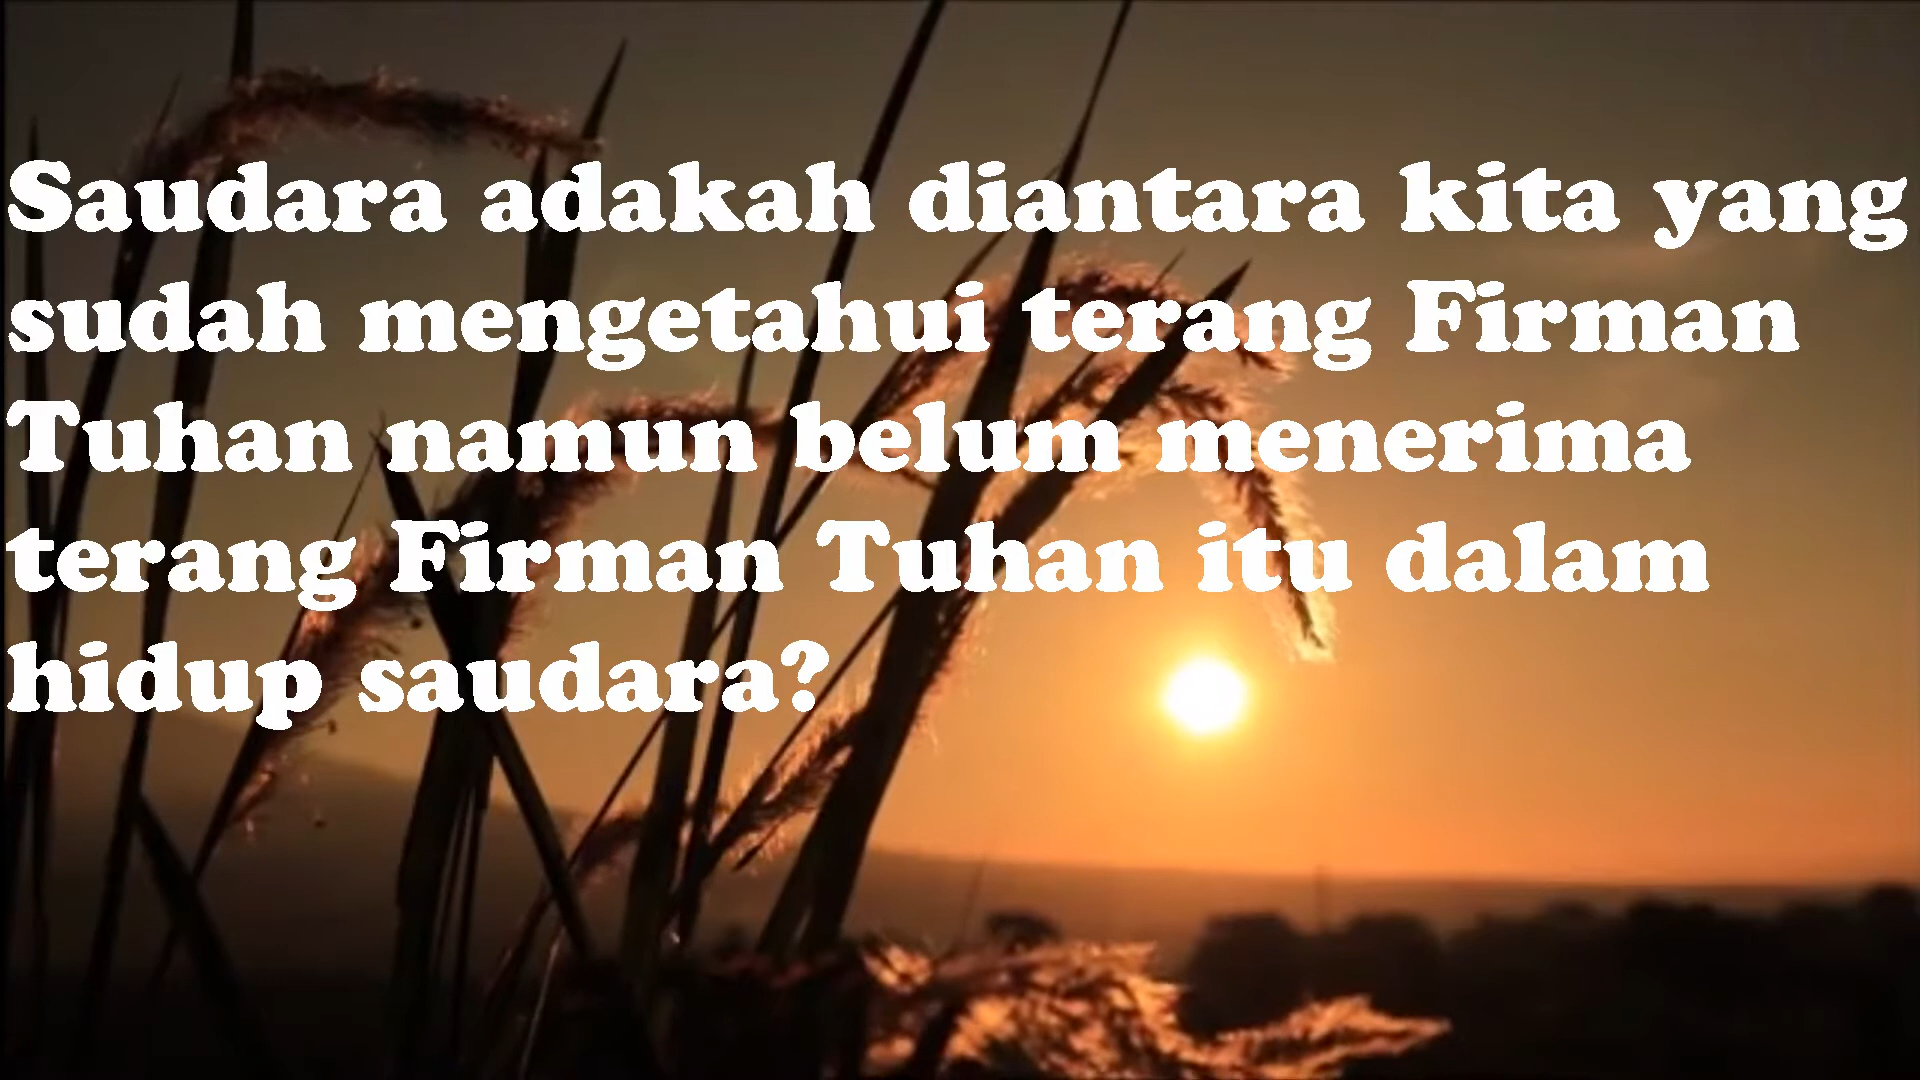 Saudara adakah diantara kita yang
sudah mengetahui terang Firman
Tuhan namun belum menerima
terang Firman Tuhan itu dalam
hidup saudara?